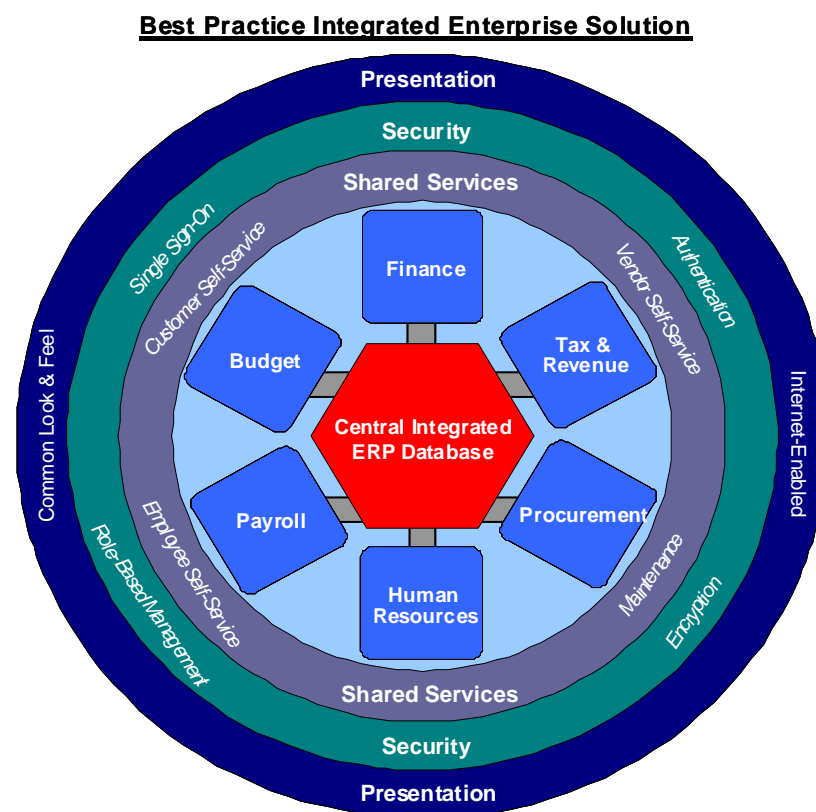 Best Practice Integrated Enterprise Solution
Presentation
Security
Shared Services
Single Sign-On
Customer Self-Service
Vendor Self-Service
Authentication
Finance
Budget
Tax &
Revenue
Common Look & Feel
Central Integrated
ERP Database
Internet-Enabled
Payroll
Procurement
Role-Based Management
Employee Self-Service
Human
Resources
Maintenance
Encryption
Shared Services
Security
Presentation